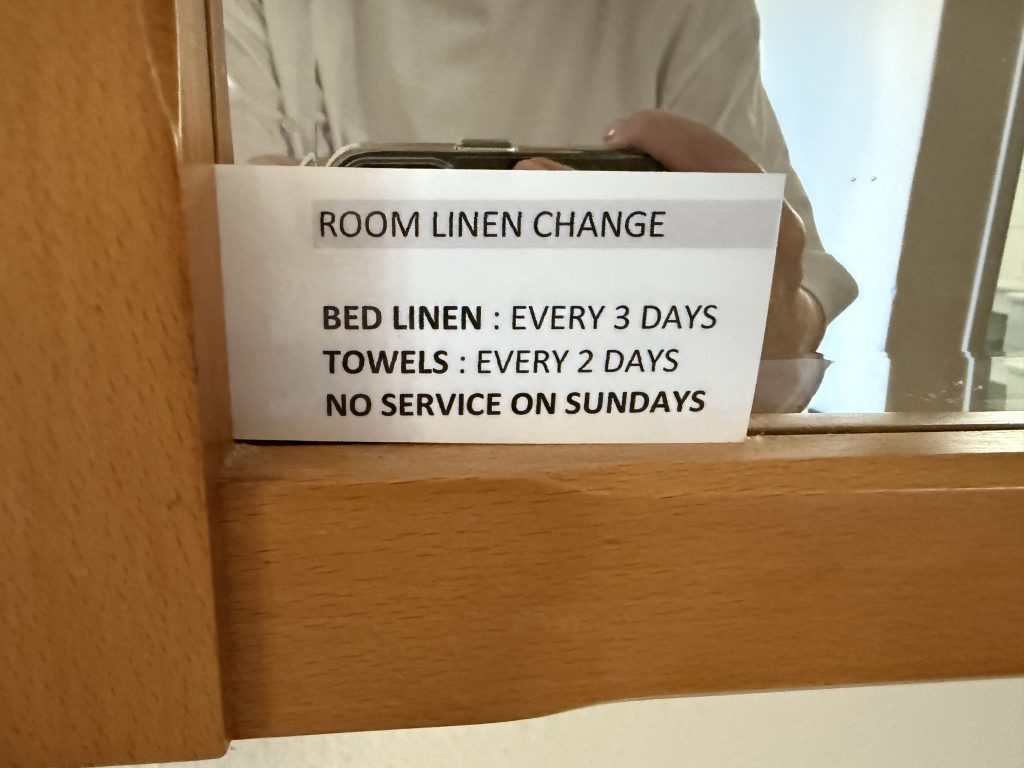 ROOM LINEN CHANGE
BED LINEN : EVERY 3 DAYS
TOWELS : EVERY 2 DAYS
NO SERVICE ON SUNDAYS